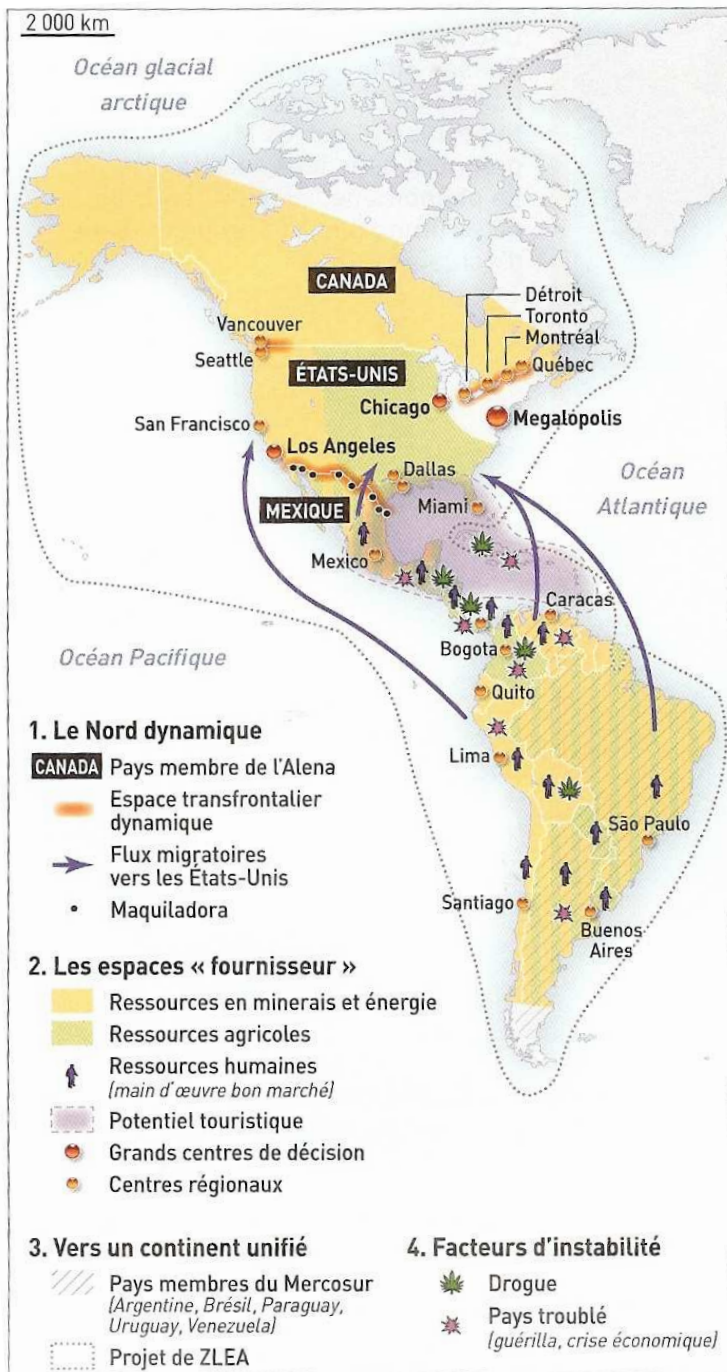 2 000 km
Océan glacial
arctique
CANADA
Détroit
Toronto
Montréal
Québec
Vancouver
Seattle
ÉTATS-UNIS
Chicago
Megalópolis
San Francisco
Los Angeles
Dallas
Océan
Atlantique
MEXIQUE
Miami
Mexico
Caracas
Bogota
Océan Pacifique
Quito
Lima
São Paulo
Santiago
Buenos
Aires
1. Le Nord dynamique
CANADA Pays membre de l'Alena
Espace transfrontalier
dynamique
Flux migratoires
vers les États-Unis
Maquiladora
2. Les espaces « fournisseur »
Ressources en minerais et énergie
Ressources agricoles
Ressources humaines
(main d'œuvre bon marché)
Potentiel touristique
Grands centres de décision
Centres régionaux
3. Vers un continent unifié
Pays membres du Mercosur
(Argentine, Brésil, Paraguay,
Uruguay, Venezuela)
Projet de ZLEA
4. Facteurs d'instabilité
Drogue
Pays troublé
(guérilla, crise économique)